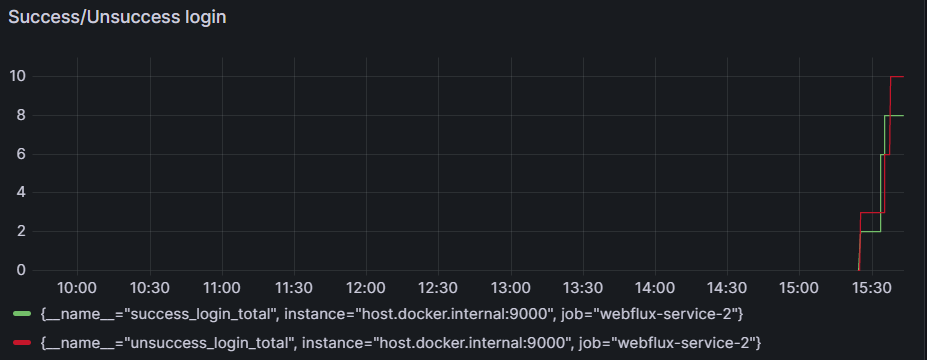 Success/Unsuccess login
10
8
6
4
2
0
10:00 10:30 11:00 11:30 12:00 12:30 13:00 13:30 14:00 14:30 15:00 15:30
{__name__="success_login_total", instance="host.docker.internal:9000", job="webflux-service-2"}
{__name__="unsuccess_login_total", instance="host.docker.internal:9000", job="webflux-service-2"}